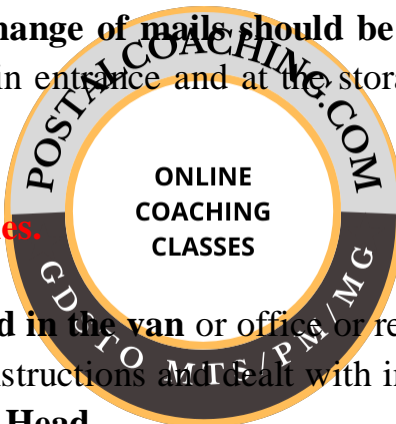 hange of mails should be
in entrance and at the stora
POSTALCOACHING.COM
ONLINE
COACHING
CLASSES
es.
GDS TO MTS/PM/MG
d in the van or office or re
nstructions and dealt with i
Head